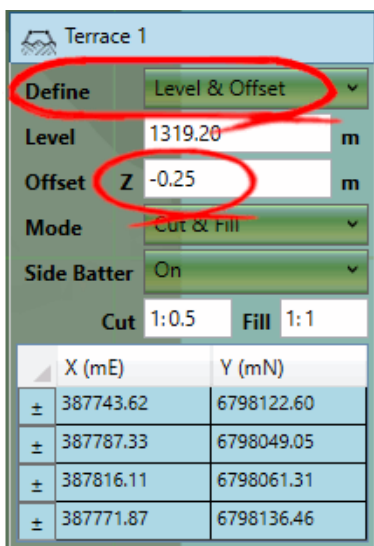 Terrace 1
Define Level & Offset
Level 1319.20 m
Offset Z -0.25 m
Mode Cut & Fill
Side Batter On
Cut 1:0.5 Fill 1:1
X (mE) Y (mN)
± 387743.62 6798122.60
± 387787.33 6798049.05
± 387816.11 6798061.31
± 387771.87 6798136.46